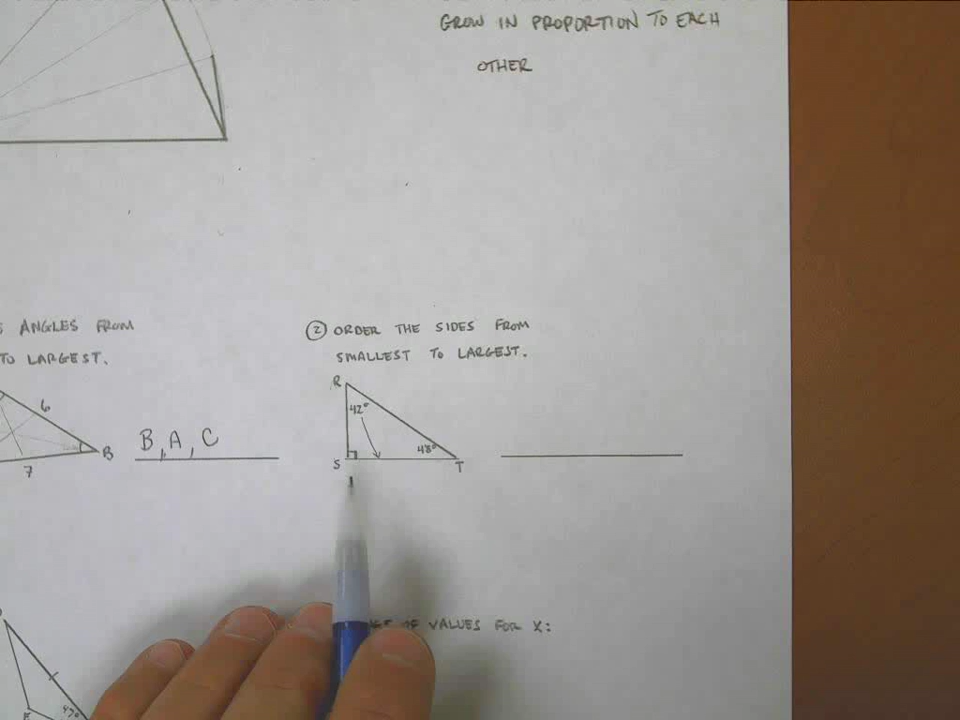 GROW IN PROPORTION TO EACH
OTHER
ANGLES FROM
TO LARGEST.
6
B
7
B, A, C
② ORDER THE SIDES FROM
SMALLEST TO LARGEST.
R
42°
48°
S
T
OF VALUES FOR X:
47°